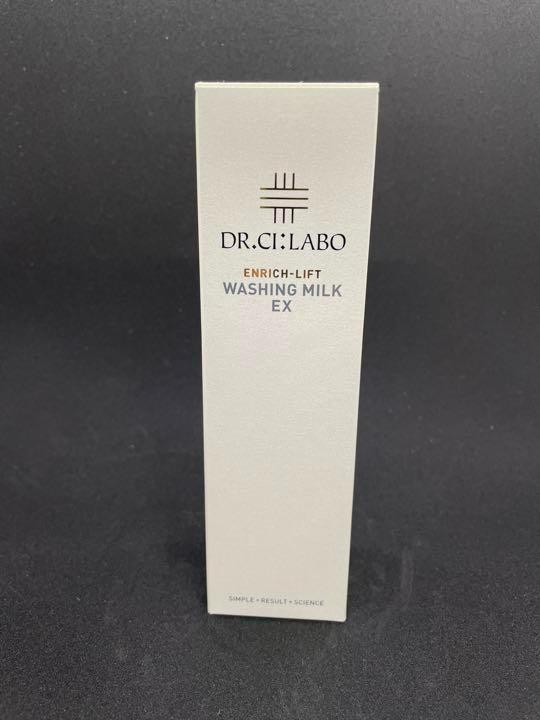 DR.CI:LABO
ENRICH-LIFT
WASHING MILK
EX
SIMPLE + RESULT + SCIENCE